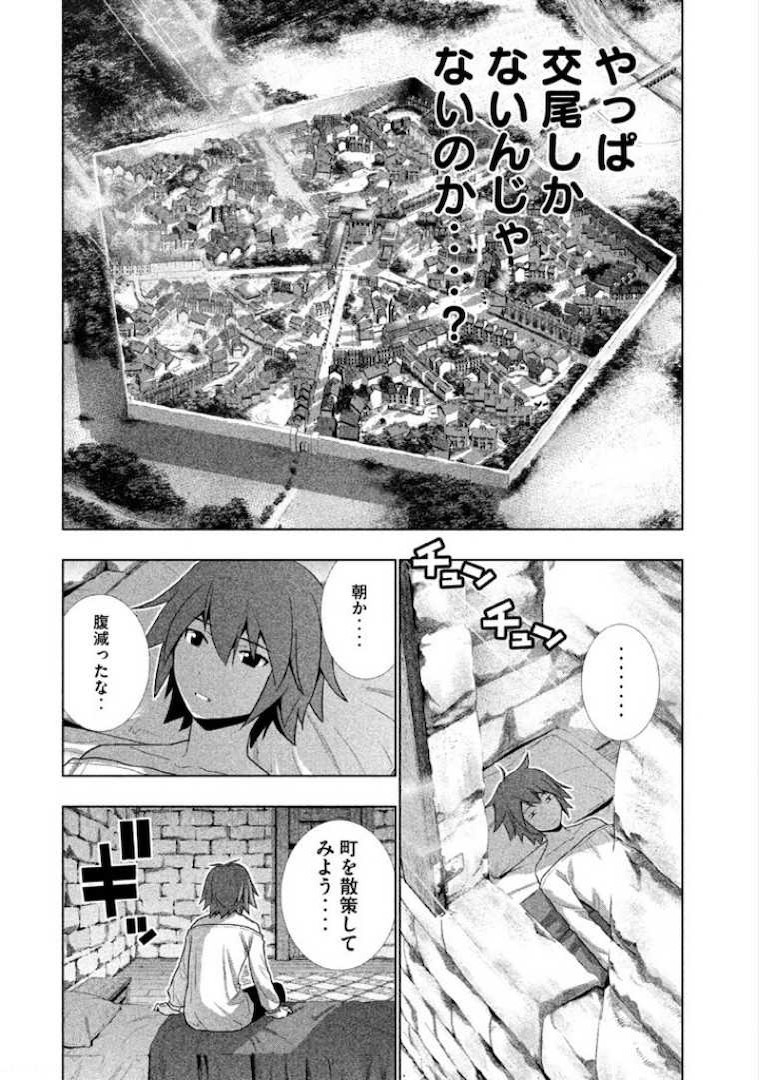 やっぱ
交尾しか
ないんじゃ
ないのか・・・・・？
チュン
チュン
・・・・・・・
朝か・・・・
腹減ったな・・
町を散策して
みよう・・・・
ギシ・・・